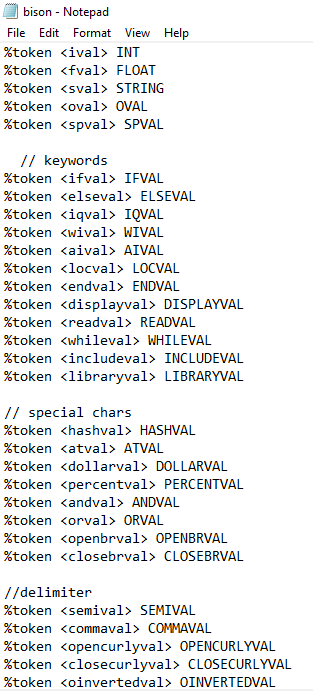 bison - Notepad
File Edit Format View Help
%token <ival> INT
%token <fval> FLOAT
%token <sval> STRING
%token <oval> OVAL
%token <spval> SPVAL
// keywords
%token <ifval> IFVAL
%token <elseval> ELSEVAL
%token <iqval> IQVAL
%token <wival> WIVAL
%token <aival> AIVAL
%token <locval> LOCVAL
%token <endval> ENDVAL
%token <displayval> DISPLAYVAL
%token <readval> READVAL
%token <whileval> WHILEVAL
%token <includeval> INCLUDEVAL
%token <libraryval> LIBRARYVAL
// special chars
%token <hashval> HASHVAL
%token <atval> ATVAL
%token <dollarval> DOLLARVAL
%token <percentval> PERCENTVAL
%token <andval> ANDVAL
%token <orval> ORVAL
%token <openbrval> OPENBRVAL
%token <closebrval> CLOSEBRVAL
//delimiter
%token <semival> SEMIVAL
%token <commaval> COMMAVAL
%token <opencurlyval> OPENCURLYVAL
%token <closecurlyval> CLOSECURLYVAL
%token <oinvertedval> OINVERTEDVAL